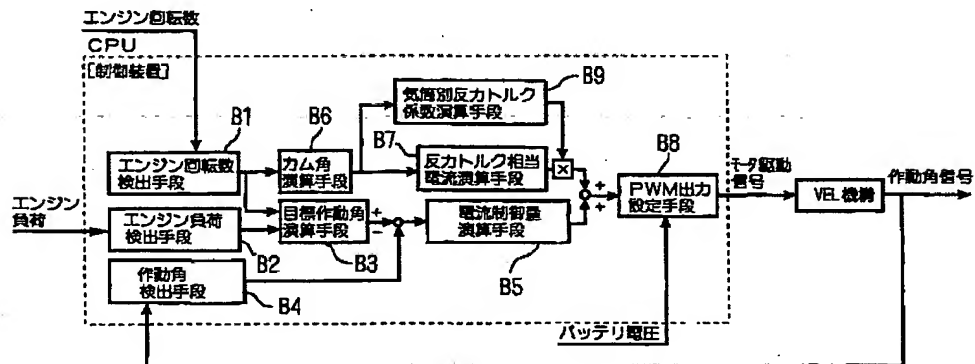 エンジン回転数
CPU
[制御装置]
B9
気筒別反力トルク
係数演算手段
B1
B6
B7
B8
エンジン回転数
検出手段
カム角
演算手段
反力トルク相当
電流演算手段
×
PWM出力
設定手段
モータ駆動
信号
VEL機構
作動角信号
エンジン
負荷
エンジン負荷
検出手段
目標作動角
演算手段
+
−
電流制御量
演算手段
+
+
B2
B3
B5
作動角
検出手段
B4
バッテリ電圧